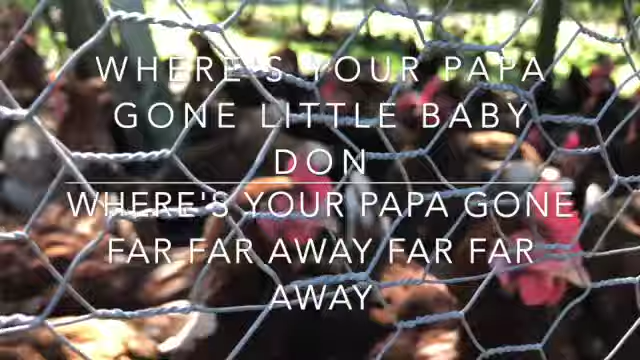 WHERE'S YOUR PAPA
GONE LITTLE BABY
DON
WHERE'S YOUR PAPA GONE
FAR FAR AWAY FAR FAR
AWAY